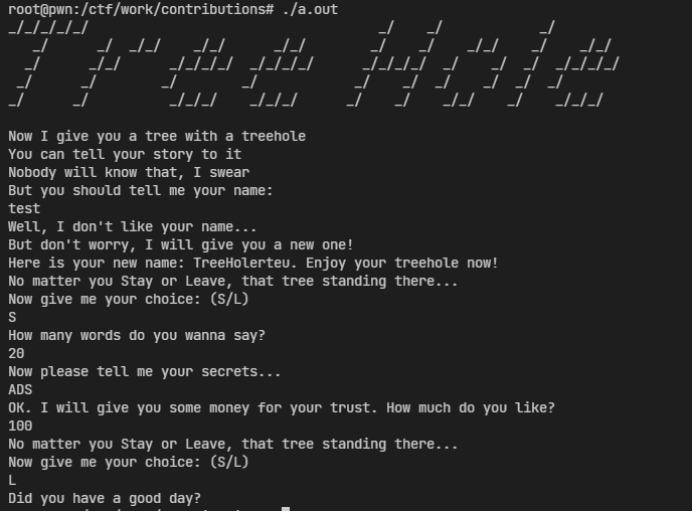 root@pwn:/ctf/work/contributions# ./a.out
Tree Hole
Now I give you a tree with a treehole
You can tell your story to it
Nobody will know that, I swear
But you should tell me your name:
test
Well, I don't like your name...
But don't worry, I will give you a new one!
Here is your new name: TreeHolerteu. Enjoy your treehole now!
No matter you Stay or Leave, that tree standing there...
Now give me your choice: (S/L)
S
How many words do you wanna say?
20
Now please tell me your secrets...
ADS
OK. I will give you some money for your trust. How much do you like?
100
No matter you Stay or Leave, that tree standing there...
Now give me your choice: (S/L)
L
Did you have a good day?